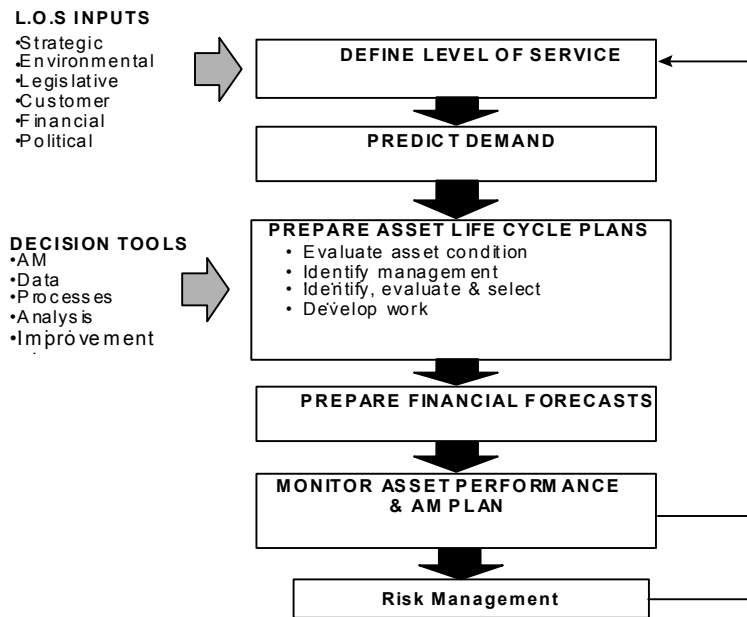 L.O.S INPUTS
•Strategic
•Environmental
•Legislative
•Customer
•Financial
•Political
DEFINE LEVEL OF SERVICE
PREDICT DEMAND
DECISION TOOLS
•AM
•Data
•Processes
•Analysis
•Improvement
PREPARE ASSET LIFE CYCLE PLANS
• Evaluate asset condition
• Identify management
• Identify, evaluate & select
• Develop work
PREPARE FINANCIAL FORECASTS
MONITOR ASSET PERFORMANCE
& AM PLAN
Risk Management